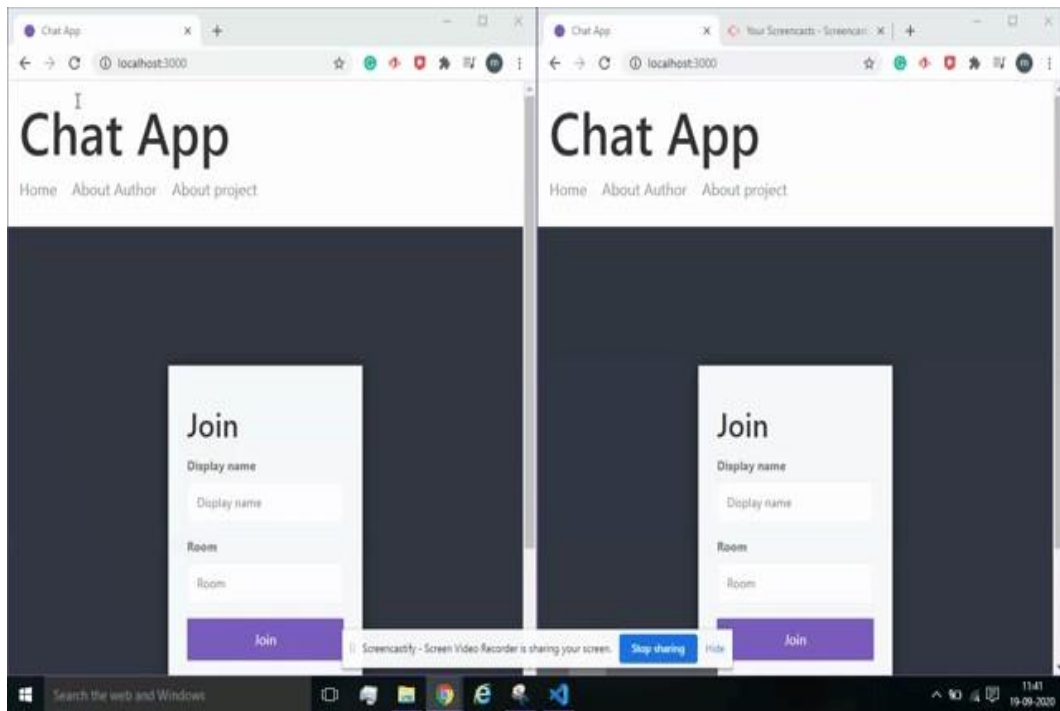 Chat App
localhost:3000
Chat App
Home About Author About project
Join
Display name
Display name
Room
Room
Join
Chat App
Your Screencasts - Screencast
localhost:3000
Chat App
Home About Author About project
Join
Display name
Display name
Room
Room
Join
Screencastify - Screen Video Recorder is sharing your screen. Stop sharing Hide
Search the web and Windows
11:41
19-09-2020